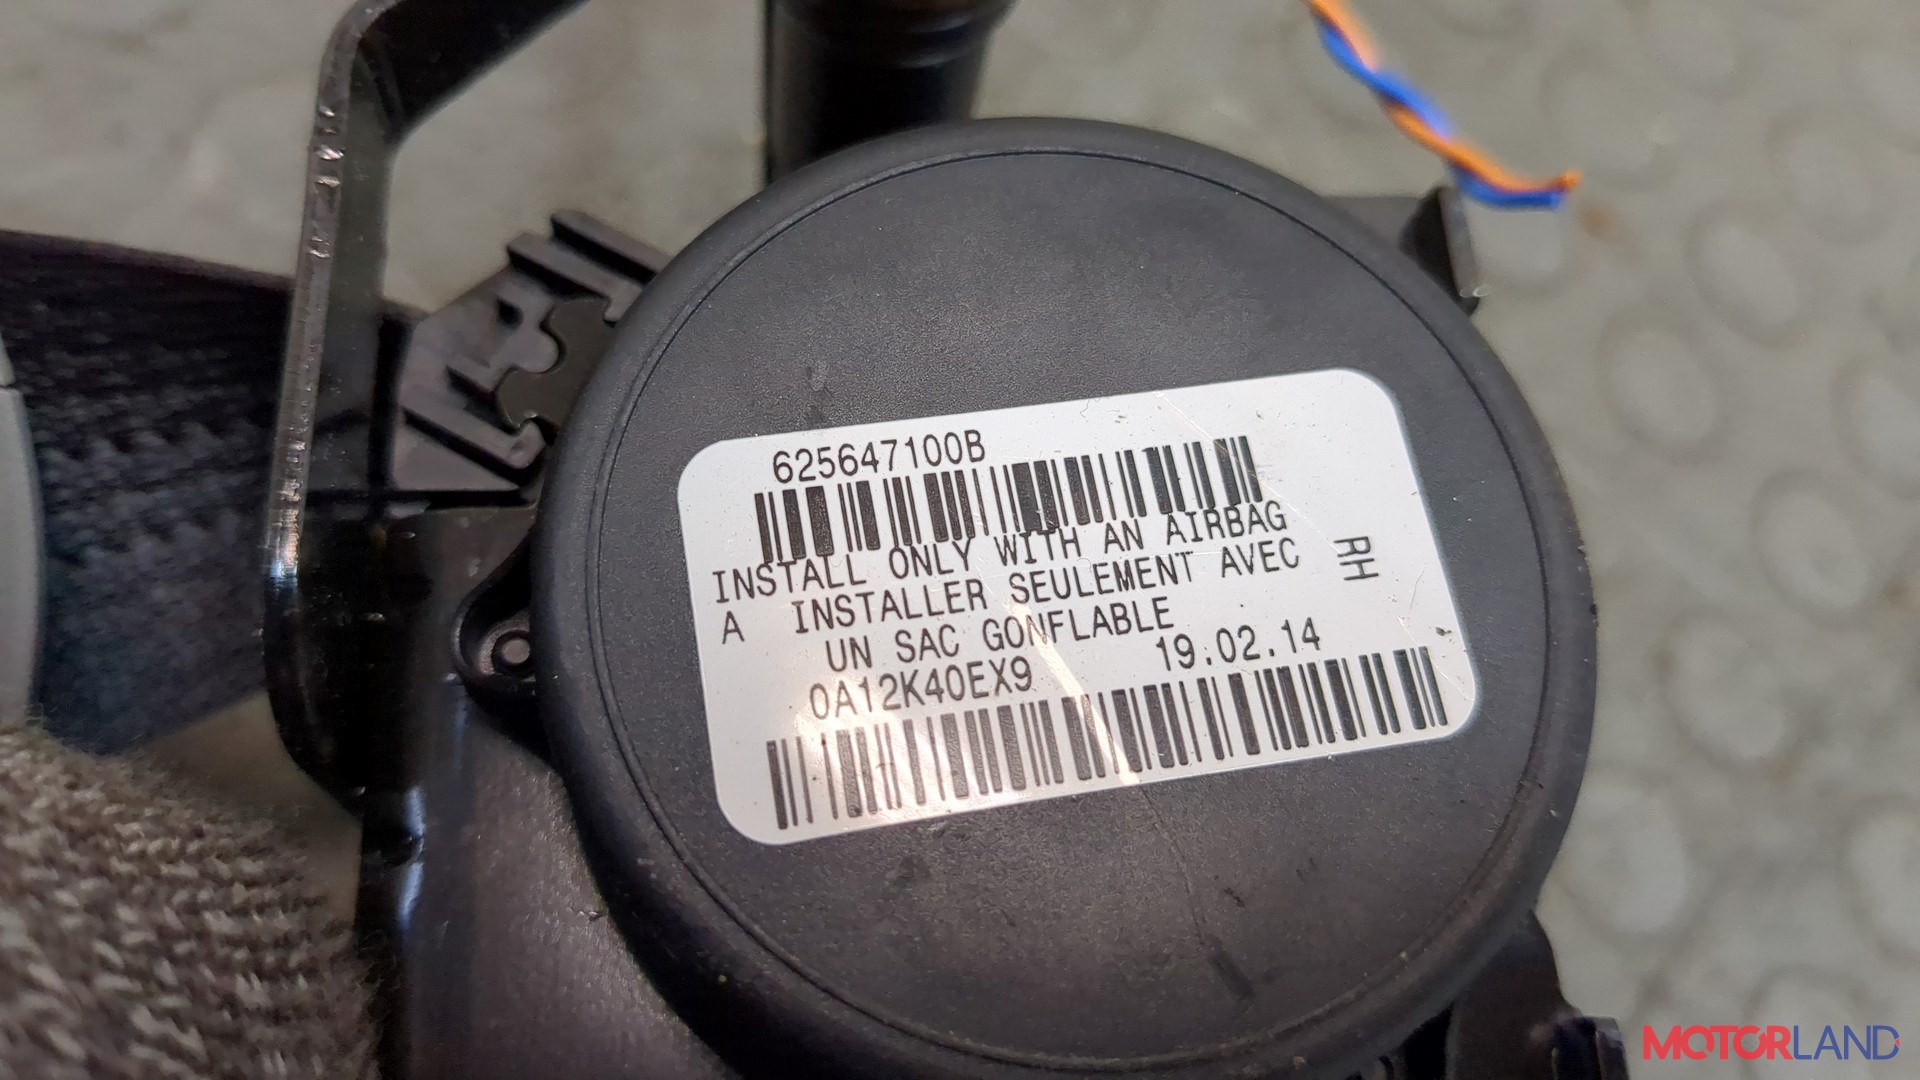 625647100B
INSTALL ONLY WITH AN AIRBAG
A INSTALLER SEULEMENT AVEC
UN SAC GONFLABLE
RH
0A12K40EX9 19.02.14
MOTORLAND